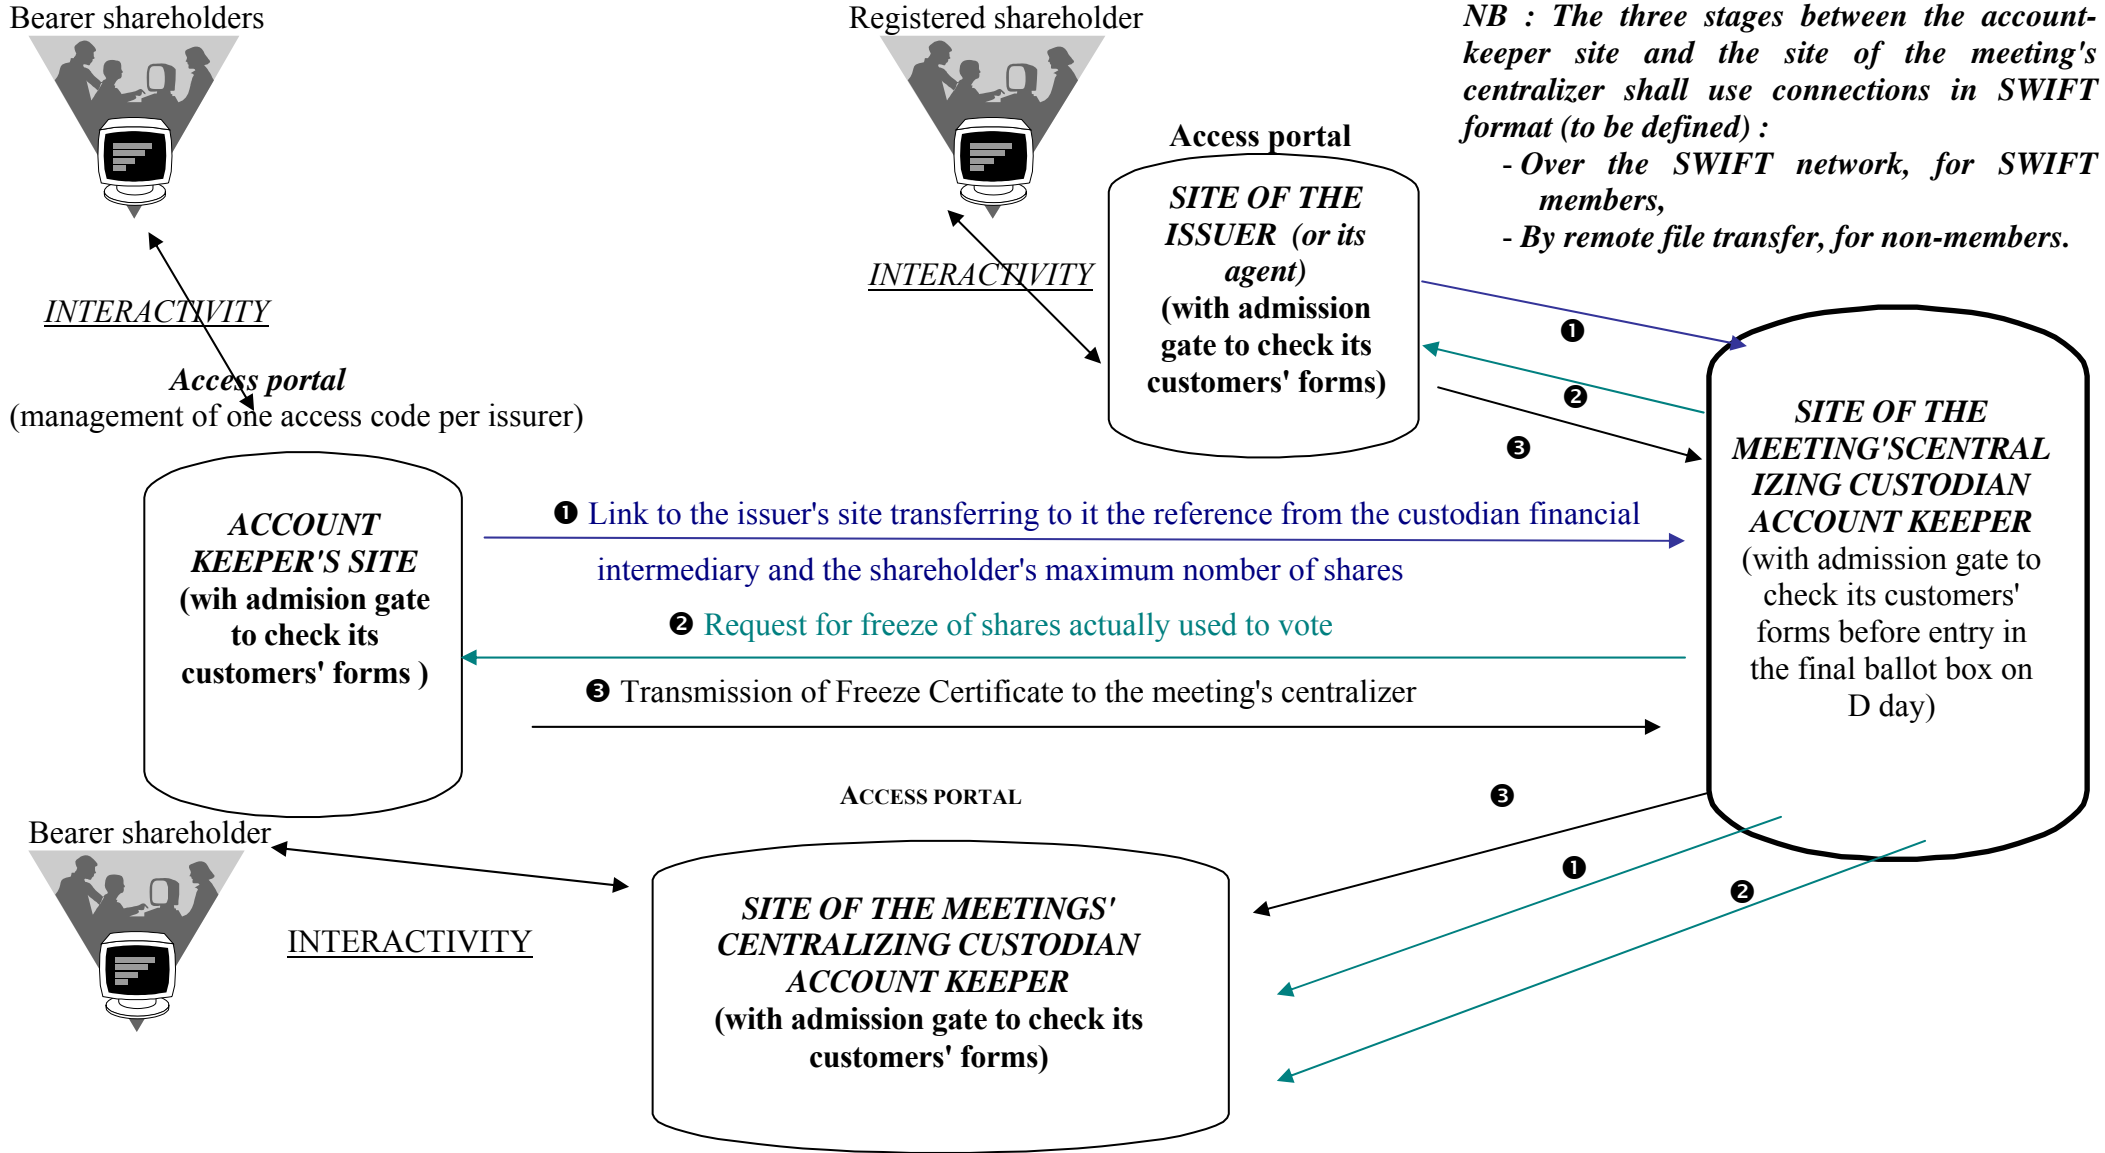 Bearer shareholders
Registered shareholder
NB : The three stages between the account-
keeper site and the site of the meeting's
centralizer shall use connections in SWIFT
format (to be defined) :
- Over the SWIFT network, for SWIFT
members,
- By remote file transfer, for non-members.
Access portal
SITE OF THE
ISSUER (or its
agent)
(with admission
gate to check its
customers' forms)
INTERACTIVITY
INTERACTIVITY
Access portal
(management of one access code per issurer)
❶
❷
❸
SITE OF THE
MEETING'SCENTRAL
IZING CUSTODIAN
ACCOUNT KEEPER
(with admission gate to
check its customers'
forms before entry in
the final ballot box on
D day)
ACCOUNT
KEEPER'S SITE
(wih admision gate
to check its
customers' forms )
❶ Link to the issuer's site transferring to it the reference from the custodian financial
intermediary and the shareholder's maximum nomber of shares
❷ Request for freeze of shares actually used to vote
❸ Transmission of Freeze Certificate to the meeting's centralizer
ACCESS PORTAL
❸
❶
❷
Bearer shareholder
INTERACTIVITY
SITE OF THE MEETINGS'
CENTRALIZING CUSTODIAN
ACCOUNT KEEPER
(with admission gate to check its
customers' forms)